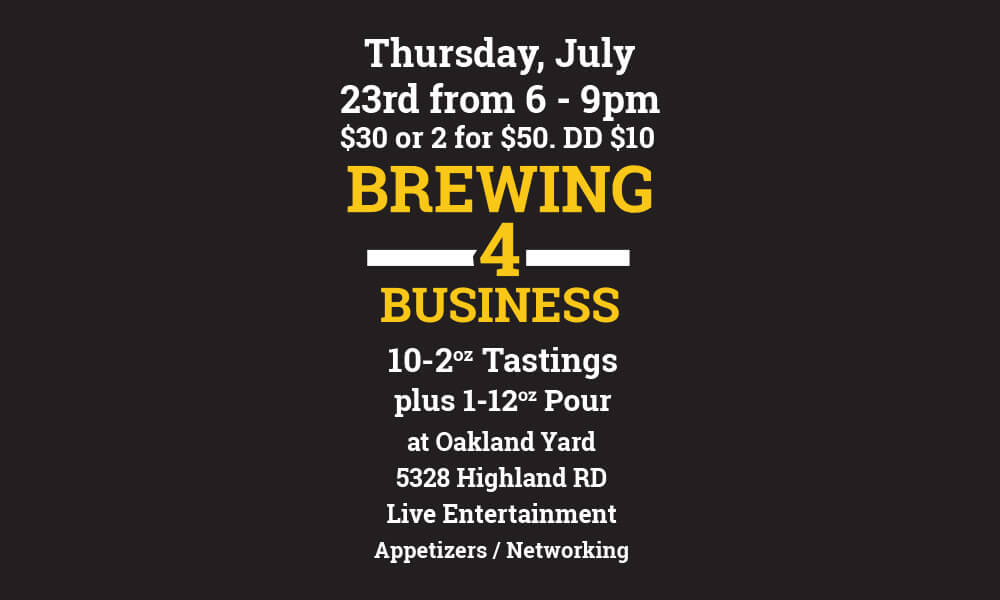 Thursday, July
23rd from 6 - 9pm
$30 or 2 for $50. DD $10
BREWING
4
BUSINESS
10-2oz Tastings
plus 1-12oz Pour
at Oakland Yard
5328 Highland RD
Live Entertainment
Appetizers / Networking